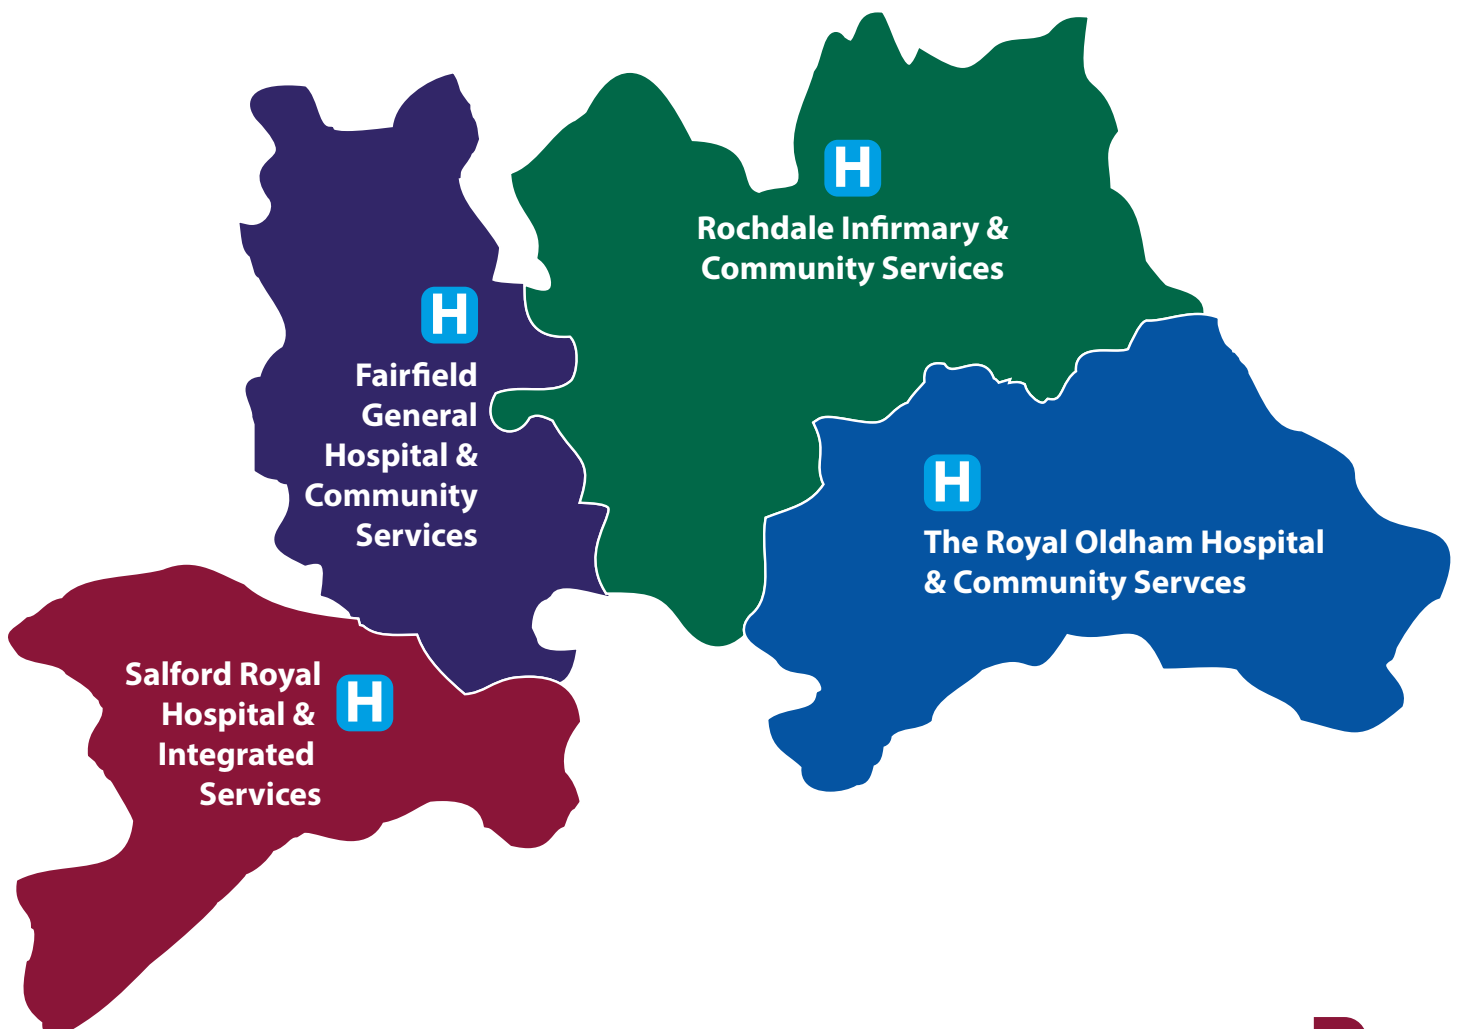 H
Rochdale Infirmary &
Community Services
H
Fairfield
General
Hospital &
Community
Services
H
The Royal Oldham Hospital
& Community Servces
Salford Royal
Hospital &
Integrated
Services
H